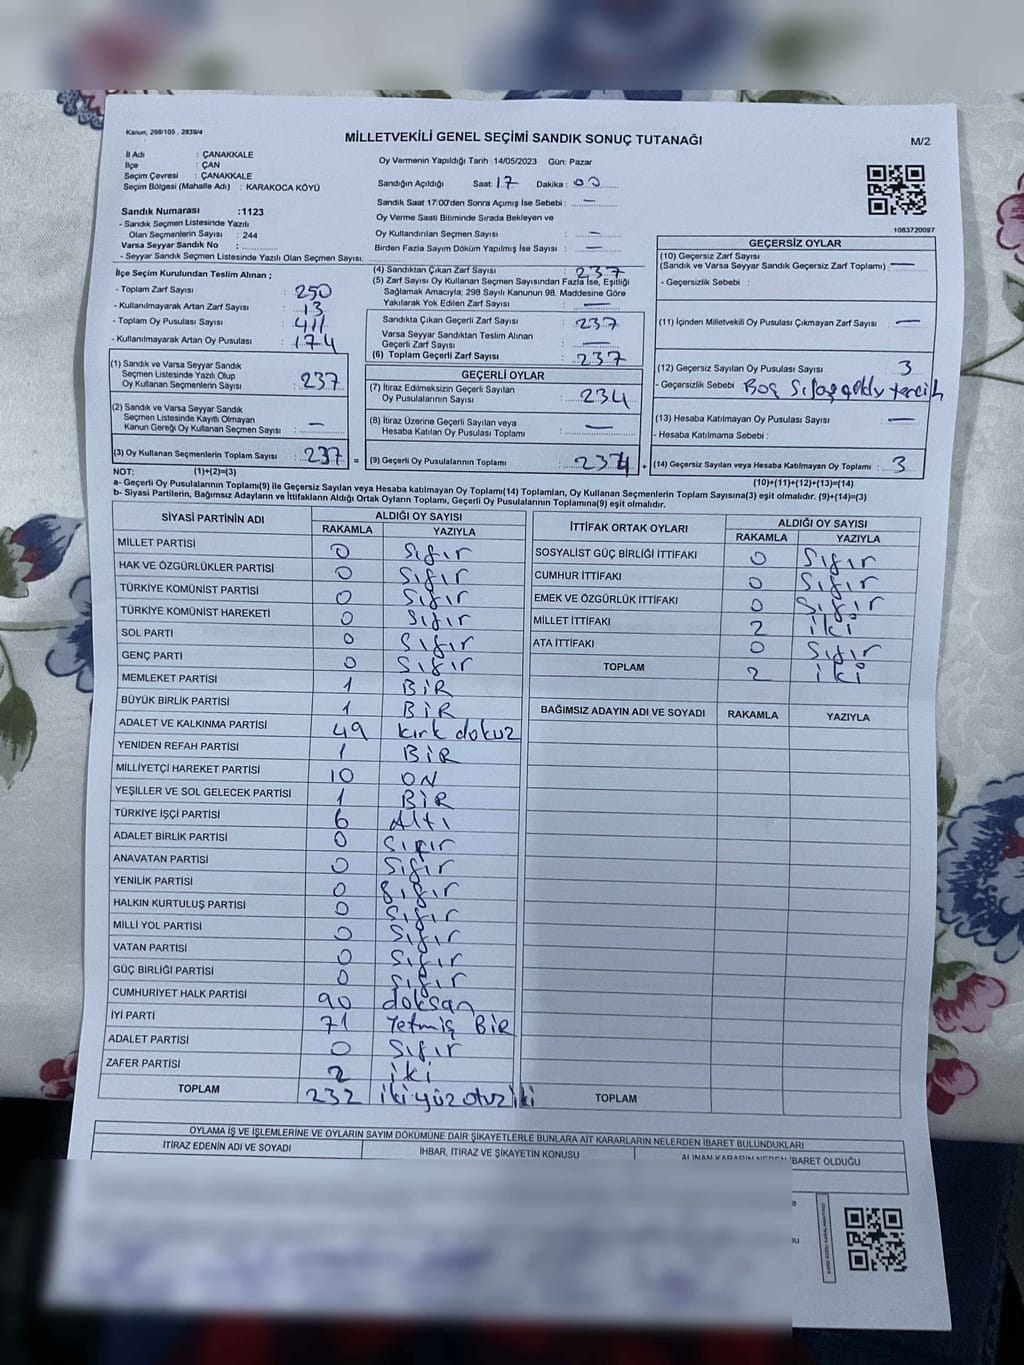 Kanun, 298/105 , 2839/4
MİLLETVEKİLİ GENEL SEÇİMİ SANDIK SONUÇ TUTANAĞI
M/2
İl Adı : ÇANAKKALE
İlçe : ÇAN
Seçim Çevresi : ÇANAKKALE
Seçim Bölgesi (Mahalle Adı) : KARAKOCA KÖYÜ
Sandık Numarası :1123
- Sandık Seçmen Listesinde Yazılı
Olan Seçmenlerin Sayısı : 244
Varsa Seyyar Sandık No :
- Seyyar Sandık Seçmen Listesinde Yazılı Olan Seçmen Sayısı:
Oy Vermenin Yapıldığı Tarih :14/05/2023 Gün: Pazar
Sandığın Açıldığı Saat: 17 Dakika : 00
Sandık Saat 17:00'den Sonra Açımış İse Sebebi : —
Oy Verme Saati Bitiminde Sırada Bekleyen ve
Oy Kullandırılan Seçmen Sayısı : —
Birden Fazla Sayım Döküm Yapılmış İse Sayısı : —
1083720097
İlçe Seçim Kurulundan Teslim Alınan ;
- Toplam Zarf Sayısı : 250
- Kullanılmayarak Artan Zarf Sayısı : 13
- Toplam Oy Pusulası Sayısı : 411
- Kullanılmayarak Artan Oy Pusulası : 174
(1) Sandık ve Varsa Seyyar Sandık
Seçmen Listesinde Yazılı Olup
Oy Kullanan Seçmenlerin Sayısı : 237
(2) Sandık ve Varsa Seyyar Sandık
Seçmen Listesinde Kayıtlı Olmayan
Kanun Gereği Oy Kullanan Seçmen Sayısı : —
(3) Oy Kullanan Seçmenlerin Toplam Sayısı : 237 =
(4) Sandıktan Çıkan Zarf Sayısı : 237
(5) Zarf Sayısı Oy Kullanan Seçmen Sayısından Fazla İse, Eşitliği
Sağlamak Amacıyla, 298 Sayılı Kanunun 98. Maddesine Göre
Yakılarak Yok Edilen Zarf Sayısı : —
Sandıkta Çıkan Geçerli Zarf Sayısı : 237
Varsa Seyyar Sandıktan Teslim Alınan
Geçerli Zarf Sayısı : —
(6) Toplam Geçerli Zarf Sayısı : 237
GEÇERLİ OYLAR
(7) İtiraz Edilmeksizin Geçerli Sayılan
Oy Pusulalarının Sayısı : 234
(8) İtiraz Üzerine Geçerli Sayılan veya
Hesaba Katılan Oy Pusulası Toplamı : —
(9) Geçerli Oy Pusulalarının Toplamı : 234 +
GEÇERSİZ OYLAR
(10) Geçersiz Zarf Sayısı
(Sandık ve Varsa Seyyar Sandık Geçersiz Zarf Toplamı) : —
- Geçersizlik Sebebi :
(11) İçinden Milletvekili Oy Pusulası Çıkmayan Zarf Sayısı : —
(12) Geçersiz Sayılan Oy Pusulası Sayısı : 3
- Geçersizlik Sebebi : Boş
(13) Hesaba Katılmayan Oy Pusulası Sayısı : —
- Hesaba Katılmama Sebebi :
(14) Geçersiz Sayılan veya Hesaba Katılmayan Oy Toplamı : 3
NOT: (1)+(2)=(3)
(10)+(11)+(12)+(13)=(14)
a- Geçerli Oy Pusulalarının Toplamı(9) ile Geçersiz Sayılan veya Hesaba katılmayan Oy Toplamı(14) Toplamları, Oy Kullanan Seçmenlerin Toplam Sayısına(3) eşit olmalıdır. (9)+(14)=(3)
b- Siyasi Partilerin, Bağımsız Adayların ve İttifakların Aldığı Ortak Oyların Toplamı, Geçerli Oy Pusulalarının Toplamına(9) eşit olmalıdır.
SİYASİ PARTİNİN ADI ALDIĞI OY SAYISI
RAKAMLA YAZIYLA
MİLLET PARTİSİ 0 Sıfır
HAK VE ÖZGÜRLÜKLER PARTİSİ 0 Sıfır
TÜRKİYE KOMÜNİST PARTİSİ 0 Sıfır
TÜRKİYE KOMÜNİST HAREKETİ 0 Sıfır
SOL PARTİ 0 Sıfır
GENÇ PARTİ 0 Sıfır
MEMLEKET PARTİSİ 1 BİR
BÜYÜK BİRLİK PARTİSİ 1 BİR
ADALET VE KALKINMA PARTİSİ 49 kırk dokuz
YENİDEN REFAH PARTİSİ 1 BİR
MİLLİYETÇİ HAREKET PARTİSİ 10 ON
YEŞİLLER VE SOL GELECEK PARTİSİ 1 BİR
TÜRKİYE İŞÇİ PARTİSİ 6 Altı
ADALET BİRLİK PARTİSİ 0 Sıfır
ANAVATAN PARTİSİ 0 Sıfır
YENİLİK PARTİSİ 0 Sıfır
HALKIN KURTULUŞ PARTİSİ 0 Sıfır
MİLLİ YOL PARTİSİ 0 Sıfır
VATAN PARTİSİ 0 Sıfır
GÜÇ BİRLİĞİ PARTİSİ 0 Sıfır
CUMHURİYET HALK PARTİSİ 90 doksan
İYİ PARTİ 71 Yetmiş BİR
ADALET PARTİSİ 0 Sıfır
ZAFER PARTİSİ 2 iki
TOPLAM 232 iki yüz otuz iki
İTTİFAK ORTAK OYLARI ALDIĞI OY SAYISI
RAKAMLA YAZIYLA
SOSYALİST GÜÇ BİRLİĞİ İTTİFAKI 0 Sıfır
CUMHUR İTTİFAKI 0 Sıfır
EMEK VE ÖZGÜRLÜK İTTİFAKI 0 Sıfır
MİLLET İTTİFAKI 2 iki
ATA İTTİFAKI 0 Sıfır
TOPLAM 2 iki
BAĞIMSIZ ADAYIN ADI VE SOYADI RAKAMLA YAZIYLA
TOPLAM
OYLAMA İŞ VE İŞLEMLERİNE VE OYLARIN SAYIM DÖKÜMÜNE DAİR ŞİKAYETLERLE BUNLARA AİT KARARLARIN NELERDEN İBARET BULUNDUKLARI
İTİRAZ EDENİN ADI VE SOYADI İHBAR, İTİRAZ VE ŞİKAYETİN KONUSU ALINAN KARARIN NEDEN İBARET OLDUĞU